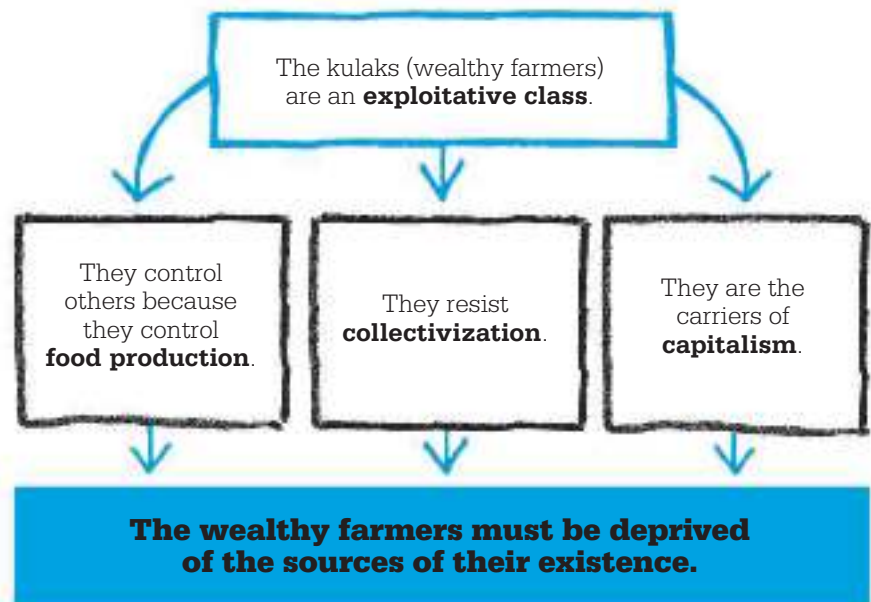 The kulaks (wealthy farmers)
are an exploitative class.
They control
others because
they control
food production.
They resist
collectivization.
They are the
carriers of
capitalism.
The wealthy farmers must be deprived
of the sources of their existence.